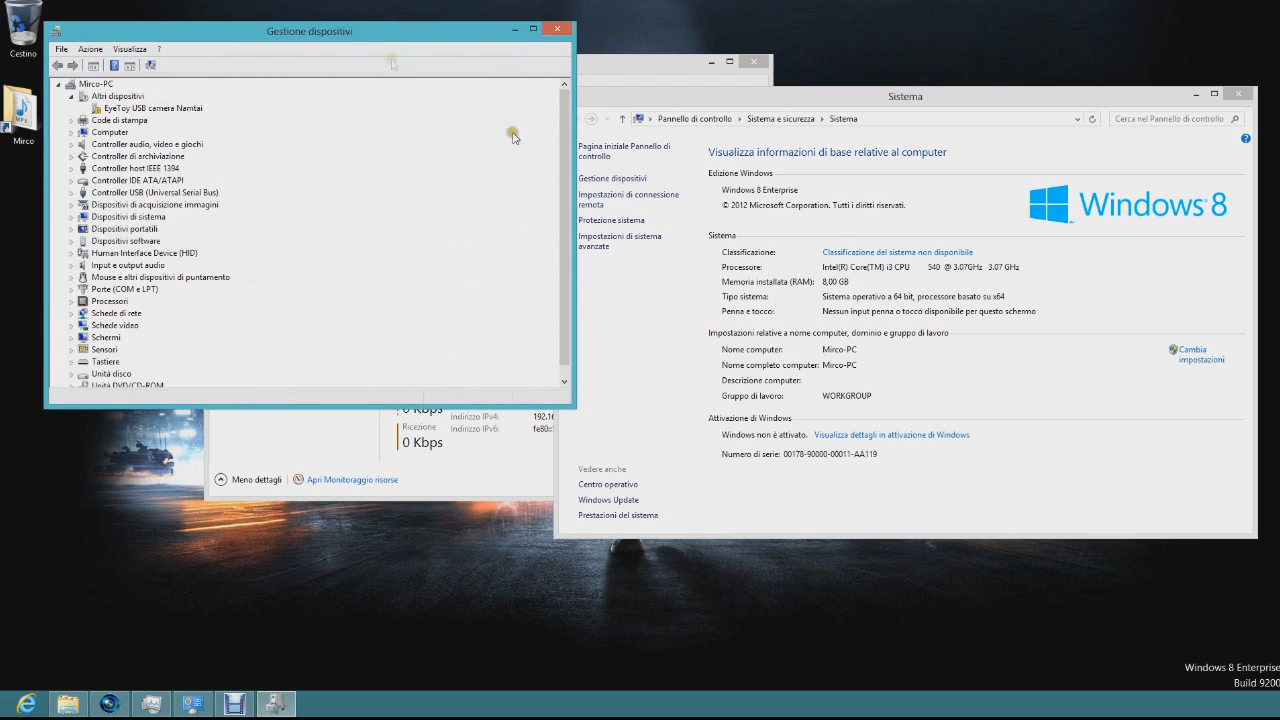 Cestino
Mirco
Gestione dispositivi
File Azione Visualizza ?
Mirco-PC
Altri dispositivi
EyeToy USB camera Namtai
Code di stampa
Computer
Controller audio, video e giochi
Controller di archiviazione
Controller host IEEE 1394
Controller IDE ATA/ATAPI
Controller USB (Universal Serial Bus)
Dispositivi di acquisizione immagini
Dispositivi di sistema
Dispositivi portatili
Dispositivi software
Human Interface Device (HID)
Input e output audio
Mouse e altri dispositivi di puntamento
Porte (COM e LPT)
Processori
Schede di rete
Schede video
Schermi
Sensori
Tastiere
Unità disco
Unità DVD/CD-ROM
0 Kbps
Ricezione
0 Kbps
Indirizzo IPv4: 192.16
Indirizzo IPv6: fe80::
Meno dettagli
Apri Monitoraggio risorse
Sistema
Pannello di controllo
Sistema e sicurezza
Sistema
Cerca nel Pannello di controllo
Pagina iniziale Pannello di
controllo
Gestione dispositivi
Impostazioni di connessione
remota
Protezione sistema
Impostazioni di sistema
avanzate
Vedere anche
Centro operativo
Windows Update
Prestazioni del sistema
Visualizza informazioni di base relative al computer
Edizione Windows
Windows 8 Enterprise
© 2012 Microsoft Corporation. Tutti i diritti riservati.
Windows 8
Sistema
Classificazione: Classificazione del sistema non disponibile
Processore: Intel(R) Core(TM) i3 CPU 540 @ 3.07GHz 3.07 GHz
Memoria installata (RAM): 8,00 GB
Tipo sistema: Sistema operativo a 64 bit, processore basato su x64
Penna e tocco: Nessun input penna o tocco disponibile per questo schermo
Impostazioni relative a nome computer, dominio e gruppo di lavoro
Nome computer: Mirco-PC
Nome completo computer: Mirco-PC
Descrizione computer:
Gruppo di lavoro: WORKGROUP
Cambia
impostazioni
Attivazione di Windows
Windows non è attivato. Visualizza dettagli in attivazione di Windows
Numero di serie: 00178-90000-00011-AA119
Windows 8 Enterprise
Build 9200